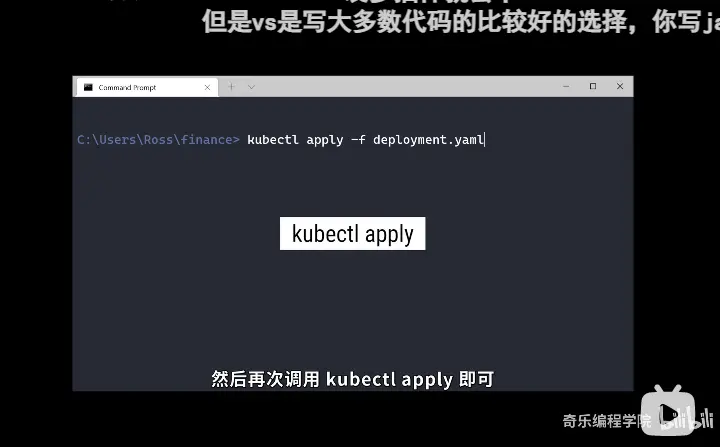 但是vs是写大多数代码的比较好的选择，你写ja
Command Prompt
C:\Users\Ross\finance> kubectl apply -f deployment.yaml
kubectl apply
然后再次调用 kubectl apply 即可
奇乐编程学院
bilibili